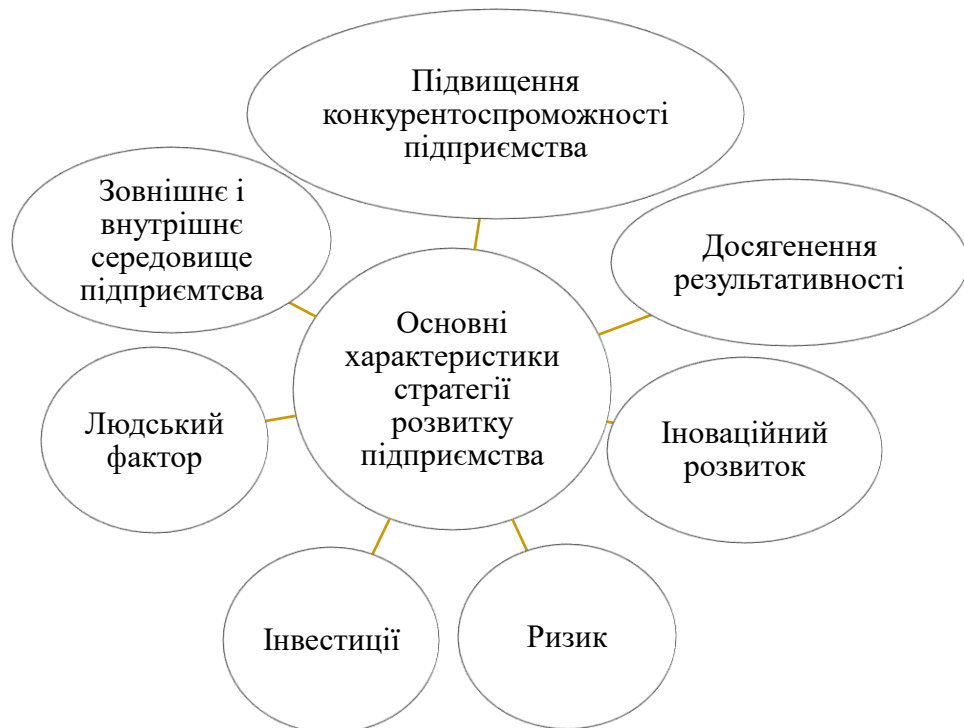 Підвищення
конкурентоспроможності
підприємства
Зовнішнє і
внутрішнє
середовище
підприємтсва
Досягенення
результативності
Основні
характеристики
стратегії
розвитку
підприємства
Людський
фактор
Іноваційний
розвиток
Інвестиції
Ризик